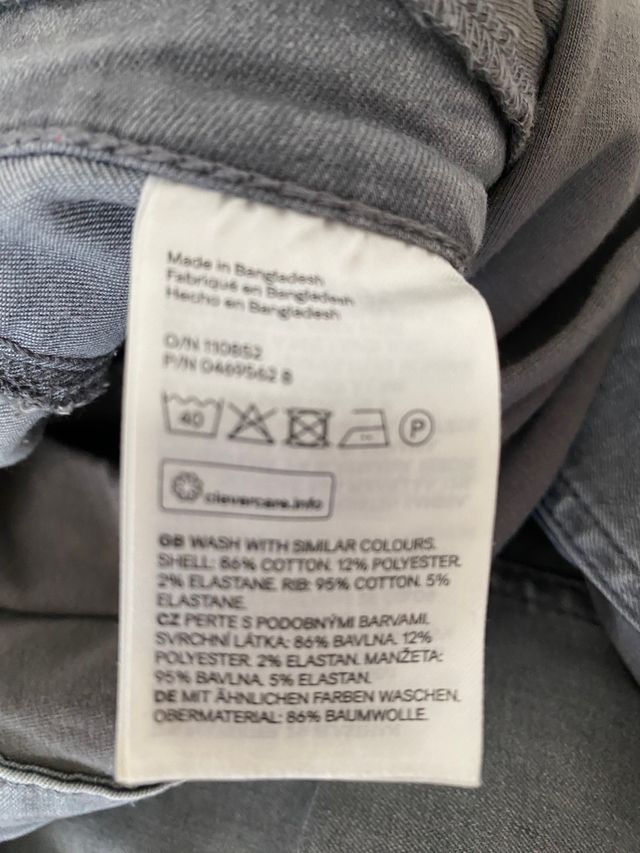 Made in Bangladesh
Fabriqué en Bangladesh
Hecho en Bangladesh
O/N 110852
P/N 0469562 8
40 P
clevercare.info
GB WASH WITH SIMILAR COLOURS.
SHELL: 86% COTTON. 12% POLYESTER.
2% ELASTANE. RIB: 95% COTTON. 5%
ELASTANE.
CZ PERTE S PODOBNÝMI BARVAMI.
SVRCHNÍ LÁTKA: 86% BAVLNA. 12%
POLYESTER. 2% ELASTAN. MANŽETA:
95% BAVLNA. 5% ELASTAN.
DE MIT ÄHNLICHEN FARBEN WASCHEN.
OBERMATERIAL: 86% BAUMWOLLE.